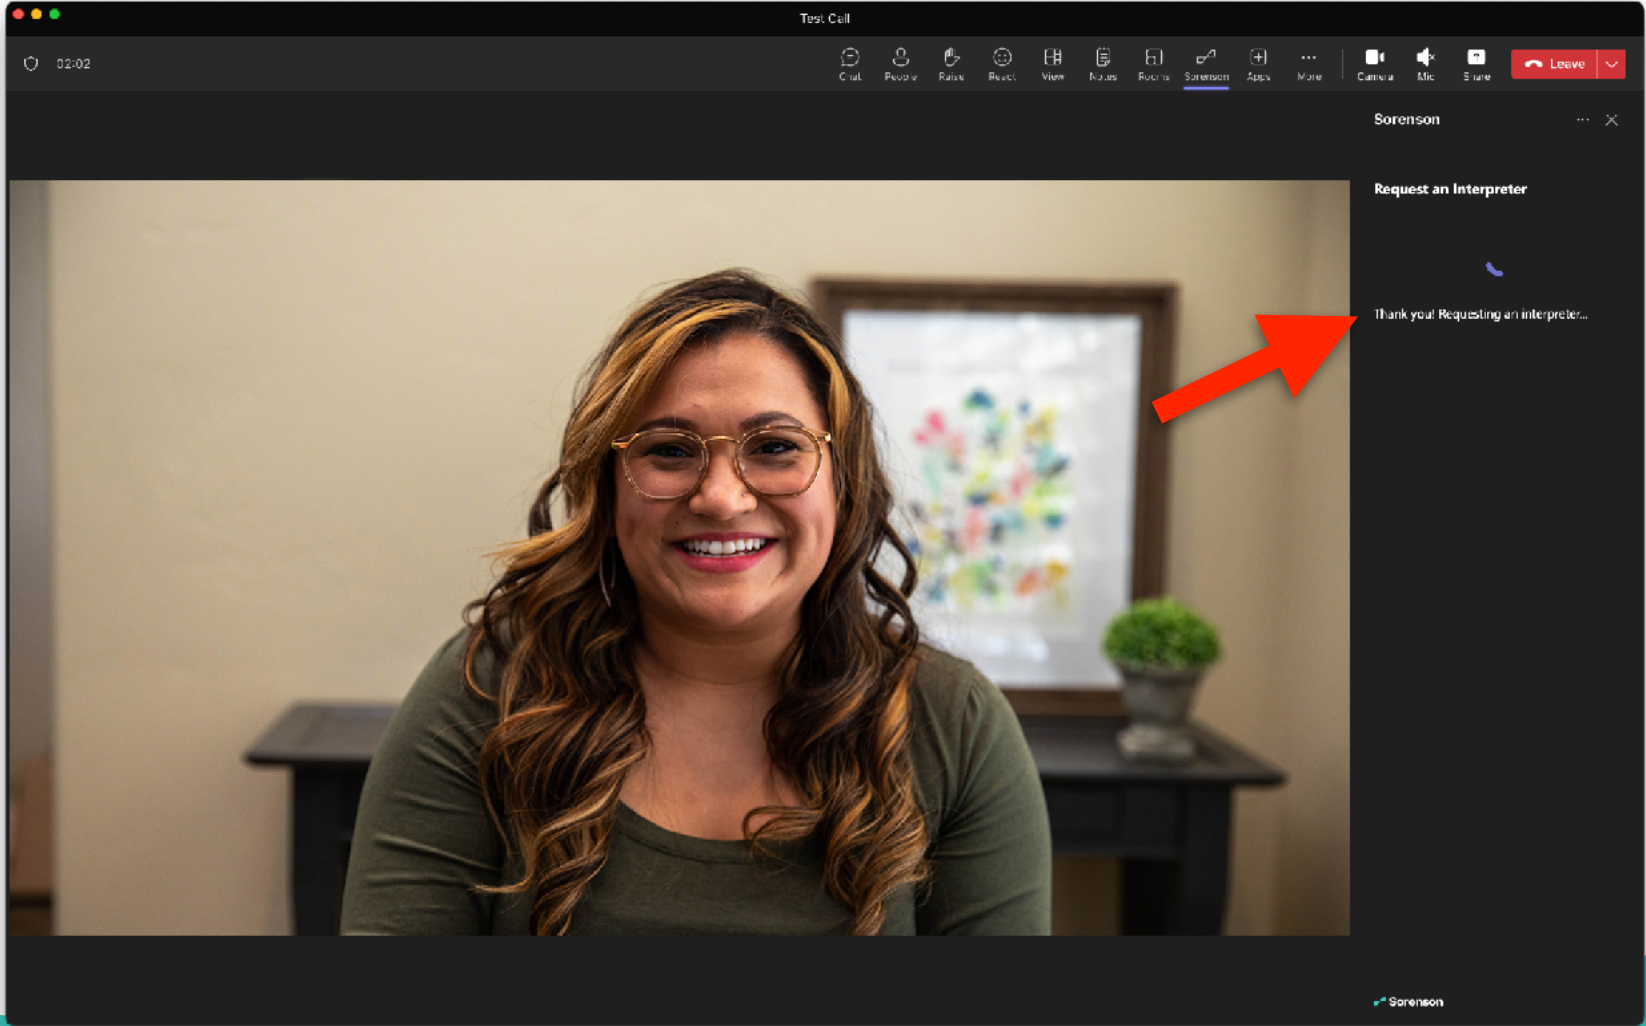 Test Call
02:02
Chat People Raise React View Notes Rooms Sorenson Apps More Camera Mic Share Leave
Sorenson
Request an Interpreter
Thank you! Requesting an interpreter...
Sorenson